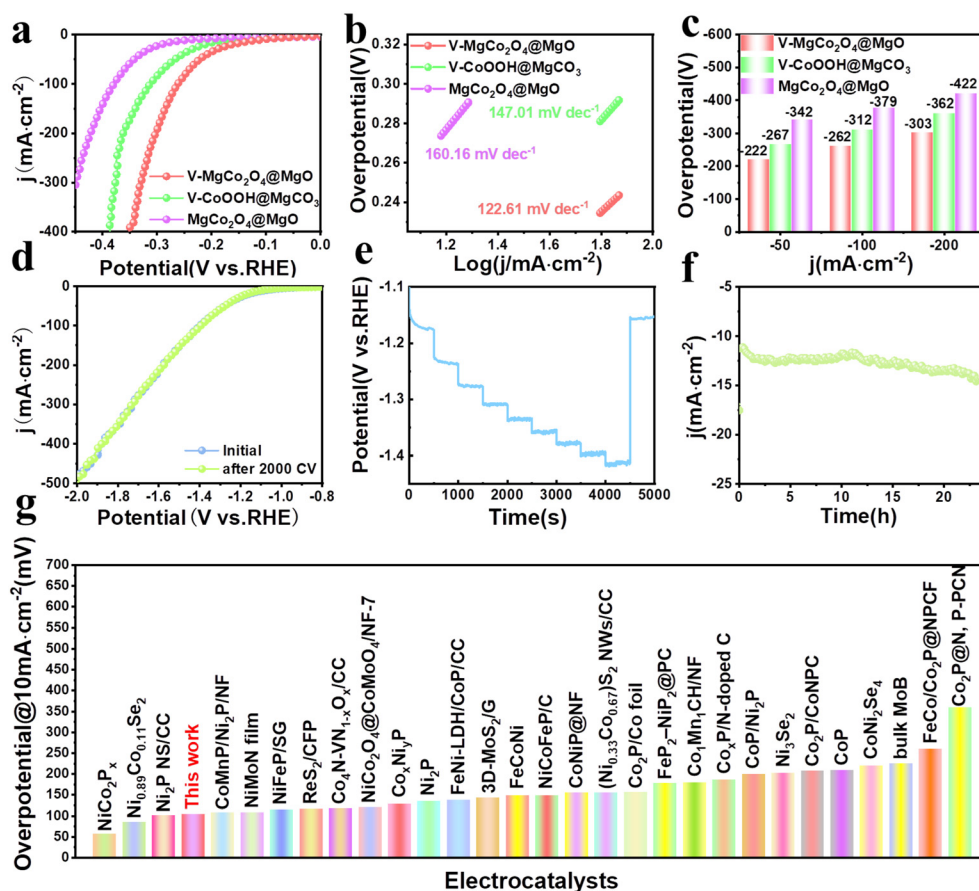 a
0
-100
-200
-300
-400
j (mA·cm-2)
-0.4
-0.3
-0.2
-0.1
0.0
Potential(V vs.RHE)
V-MgCo2O4@MgO
V-CoOOH@MgCO3
MgCo2O4@MgO
b
0.32
0.30
0.28
0.26
0.24
Overpotential(V)
V-MgCo2O4@MgO
V-CoOOH@MgCO3
MgCo2O4@MgO
147.01 mV dec-1
160.16 mV dec-1
122.61 mV dec-1
1.2
1.4
1.6
1.8
2.0
Log(j/mA·cm-2)
c
-600
-500
-400
-300
-200
-100
0
Overpotential(V)
V-MgCo2O4@MgO
V-CoOOH@MgCO3
MgCo2O4@MgO
-222
-267
-342
-262
-312
-379
-303
-362
-422
-50
-100
-200
j(mA·cm-2)
d
0
-100
-200
-300
-400
-500
j (mA·cm-2)
Initial
after 2000 CV
-2.0
-1.8
-1.6
-1.4
-1.2
-1.0
-0.8
Potential (V vs.RHE)
e
-1.1
-1.2
-1.3
-1.4
Potential(V vs.RHE)
0
1000
2000
3000
4000
5000
Time(s)
f
-5
-10
-15
-20
-25
j(mA·cm-2)
0
5
10
15
20
Time(h)
g
700
650
600
550
500
450
400
350
300
250
200
150
100
50
0
Overpotential@10mA·cm-2(mV)
NiCo2Px
Ni0.89Co0.11Se2
Ni2P NS/CC
This work
CoMnP/Ni2P/NF
NiMoN film
NiFeP/SG
ReS2/CFP
Co4N-VN1-xOx/CC
NiCo2O4@CoMoO4/NF-7
CoxNiyP
Ni2P
FeNi-LDH/CoP/CC
3D-MoS2/G
FeCoNi
NiCoFeP/C
CoNiP@NF
(Ni0.33Co0.67)S2 NWs/CC
Co2P/Co foil
FeP2–NiP2@PC
Co1Mn1CH/NF
CoxP/N-doped C
CoP/Ni2P
Ni3Se2
Co2P/CoNPC
CoP
CoNi2Se4
bulk MoB
FeCo/Co2P@NPCF
Co2P@N, P-PCN
Electrocatalysts